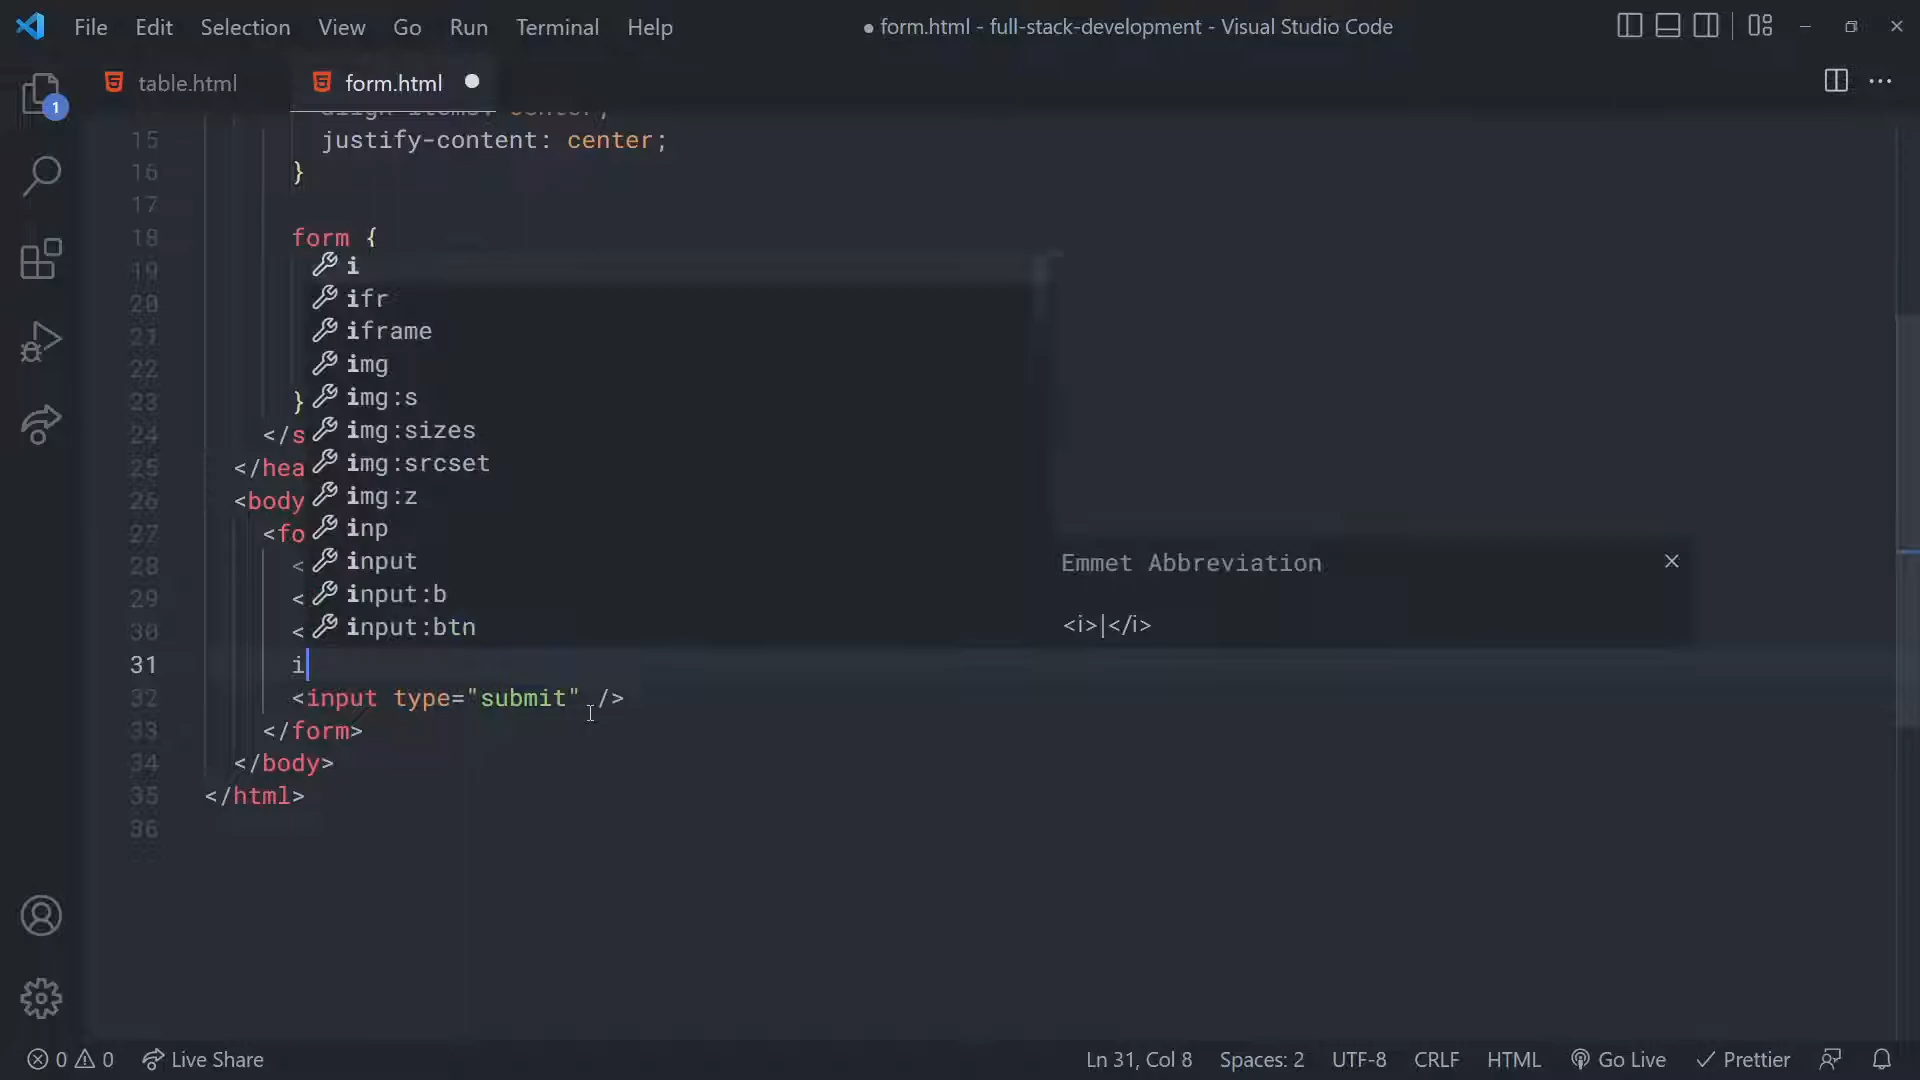 File Edit Selection View Go Run Terminal Help
● form.html - full-stack-development - Visual Studio Code
table.html
form.html
1
align-items: center;
15 justify-content: center;
16 }
17
18 form {
19
20
21
22
23 }
24 </s
25 </hea
26 <body
27 <fo
28 <
29 <
30 <
31 i
32 <input type="submit" />
33 </form>
34 </body>
35 </html>
36
i
ifr
iframe
img
img:s
img:sizes
img:srcset
img:z
inp
input
input:b
input:btn
Emmet Abbreviation
<i>|</i>
0 0 Live Share
Ln 31, Col 8 Spaces: 2 UTF-8 CRLF HTML Go Live Prettier